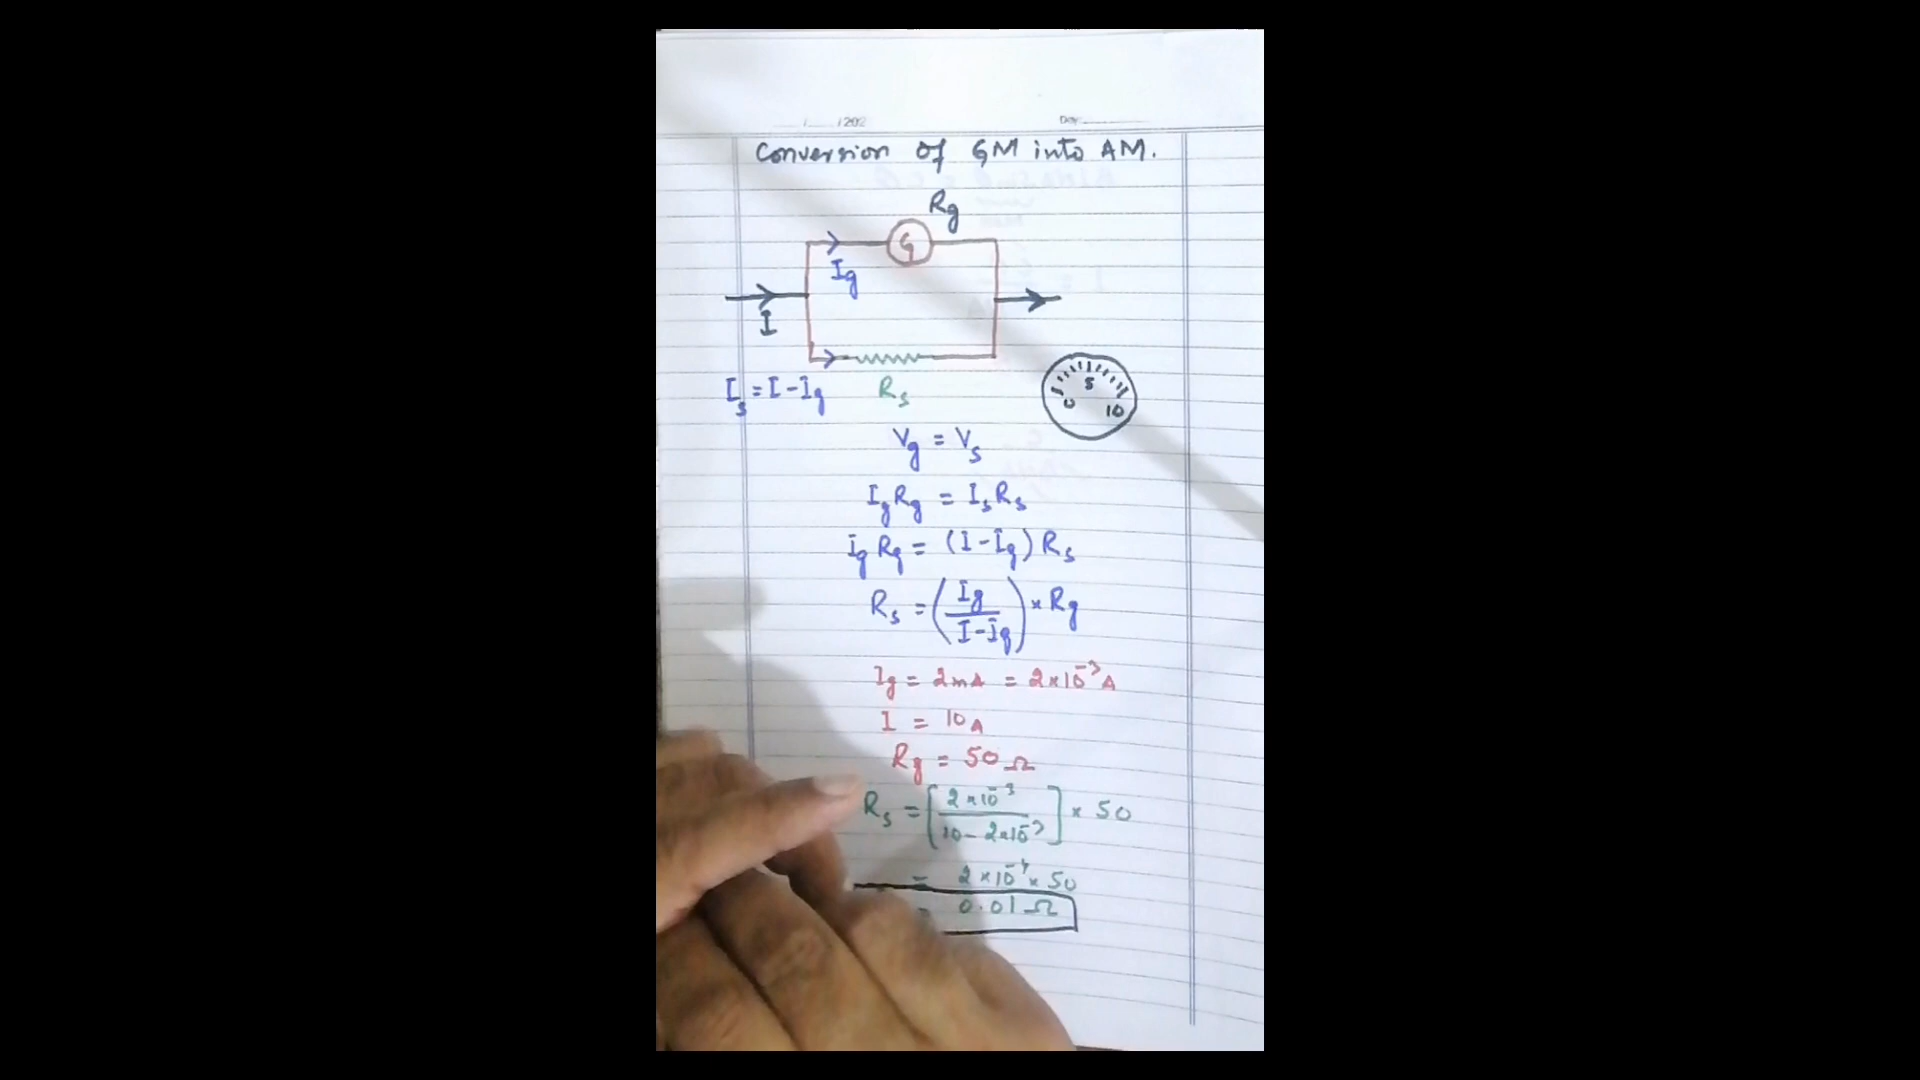 / /202
Day:
Conversion of GM into AM.
Rg
G
Ig
I
Is = I - Ig
Rs
0 5 10
Vg = Vs
IgRg = IsRs
IgRg = (I - Ig) Rs
Rs = (Ig / I - Ig) × Rg
Ig = 2mA = 2×10⁻³A
I = 10A
Rg = 50Ω
Rs = [2×10⁻³ / 10 - 2×10⁻³] × 50
= 2×10⁻⁴ × 50
= 0.01Ω